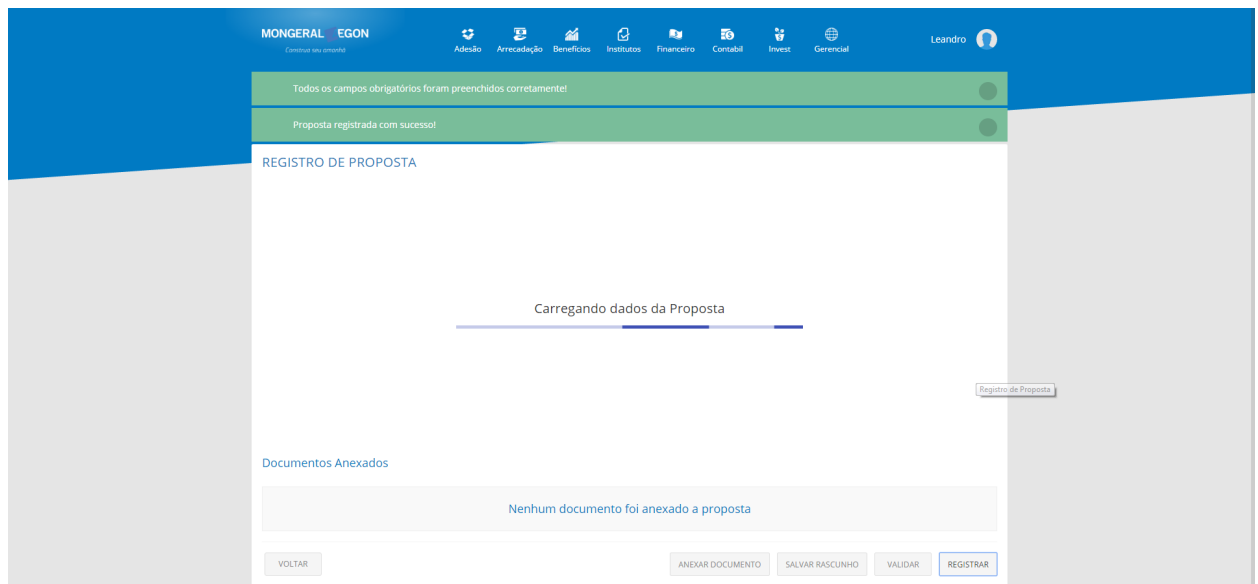 MONGERAL EGON
Construa seu amanhã
Adesão Arrecadação Benefícios Institutos Financeiro Contabil Invest Gerencial
Leandro
Todos os campos obrigatórios foram preenchidos corretamente!
Proposta registrada com sucesso!
REGISTRO DE PROPOSTA
Carregando dados da Proposta
Registro de Proposta
Documentos Anexados
Nenhum documento foi anexado a proposta
VOLTAR ANEXAR DOCUMENTO SALVAR RASCUNHO VALIDAR REGISTRAR